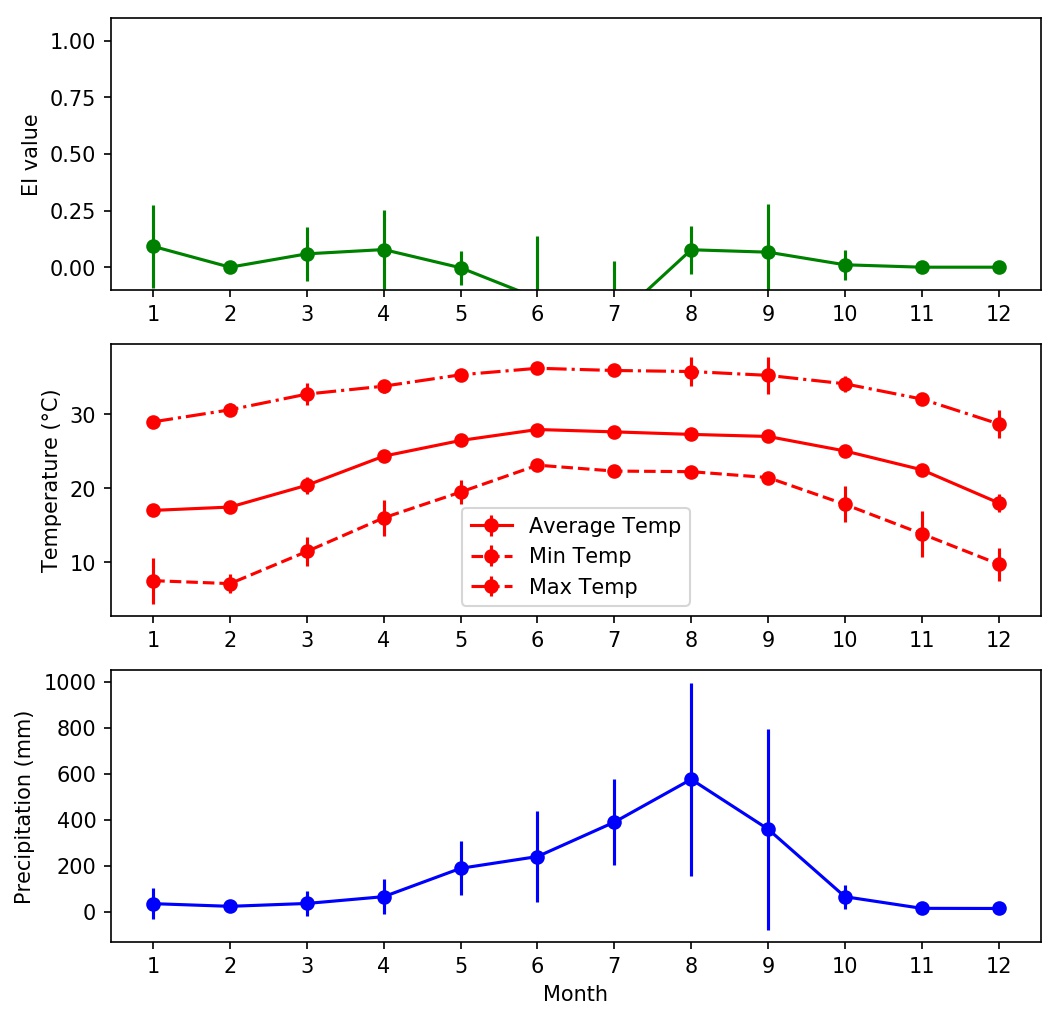 EI value
1.00
0.75
0.50
0.25
0.00
1 2 3 4 5 6 7 8 9 10 11 12
Temperature (°C)
30
20
10
Average Temp
Min Temp
Max Temp
1 2 3 4 5 6 7 8 9 10 11 12
Precipitation (mm)
1000
800
600
400
200
0
1 2 3 4 5 6 7 8 9 10 11 12
Month